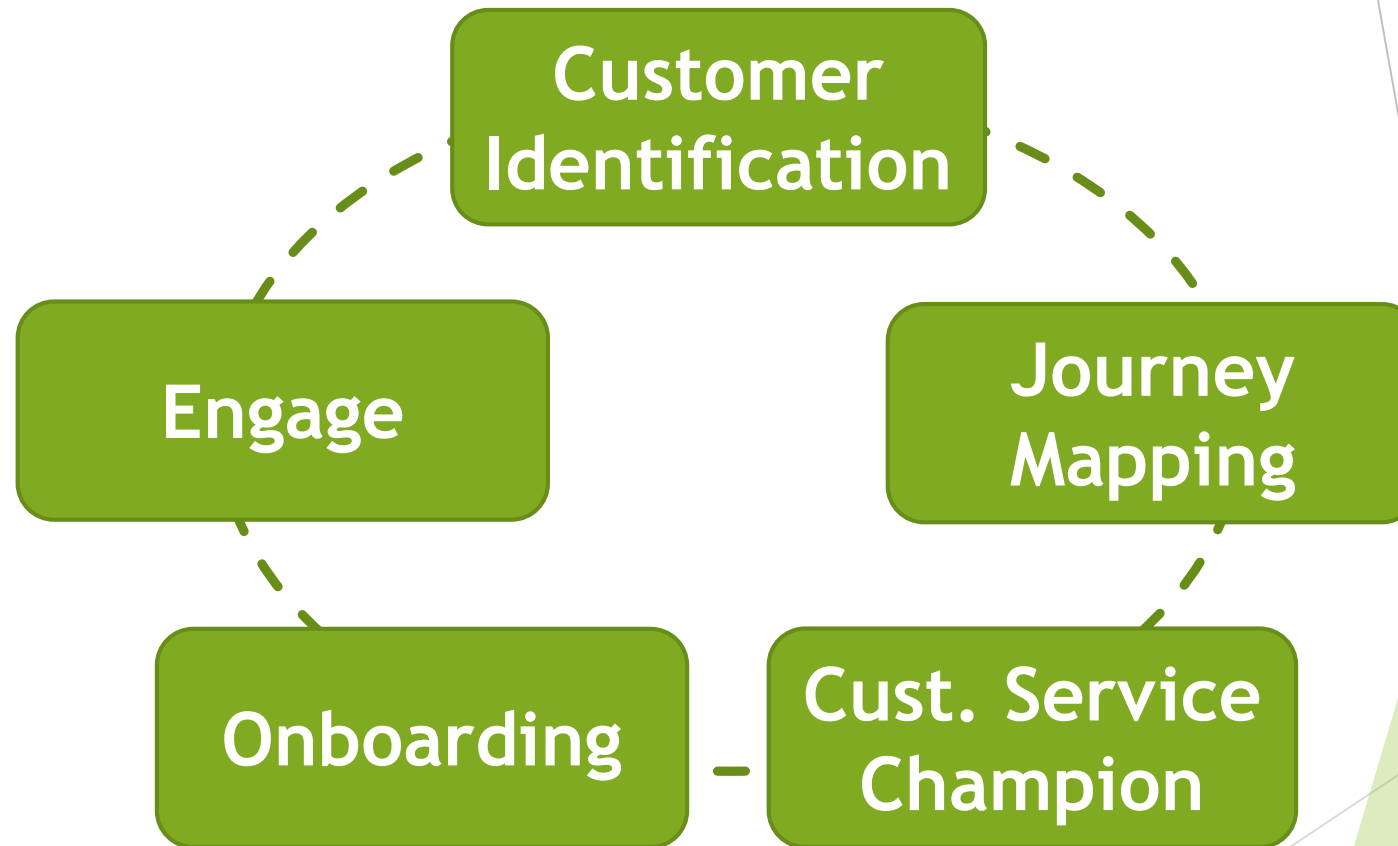 Customer
Identification
Engage
Journey
Mapping
Onboarding
Cust. Service
Champion